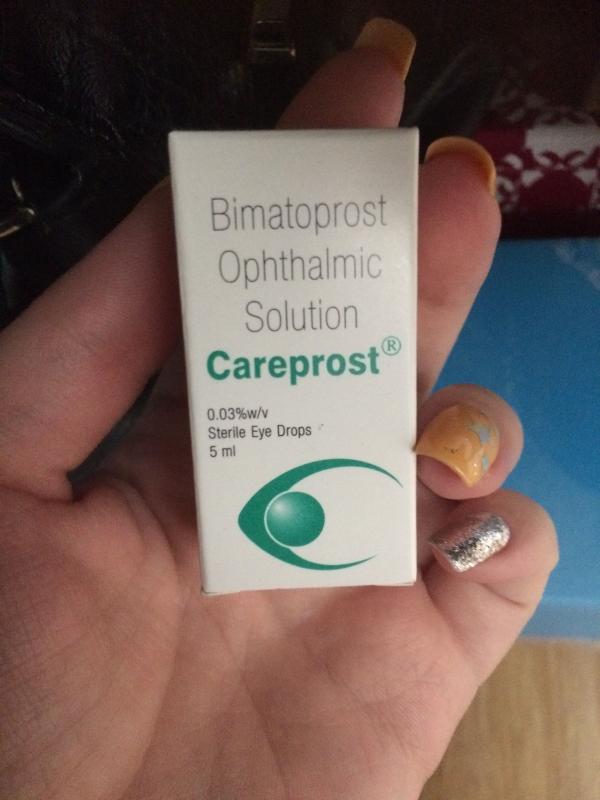 Bimatoprost
Ophthalmic
Solution
Careprost®
0.03%w/v
Sterile Eye Drops
5 ml